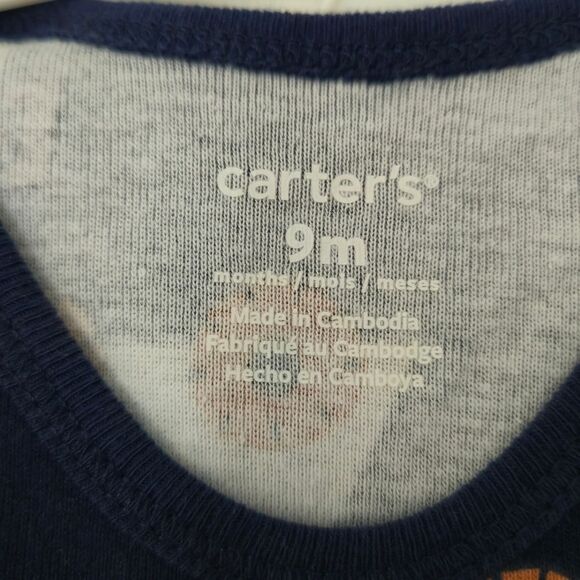 carter's®
9m
months / mois / meses
Made in Cambodia
Fabriqué au Cambodge
Hecho en Camboya